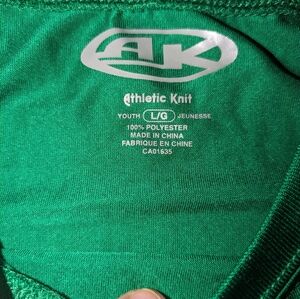 AK
Athletic Knit
YOUTH L/G JEUNESSE
100% POLYESTER
MADE IN CHINA
FABRIQUE EN CHINE
CA01635